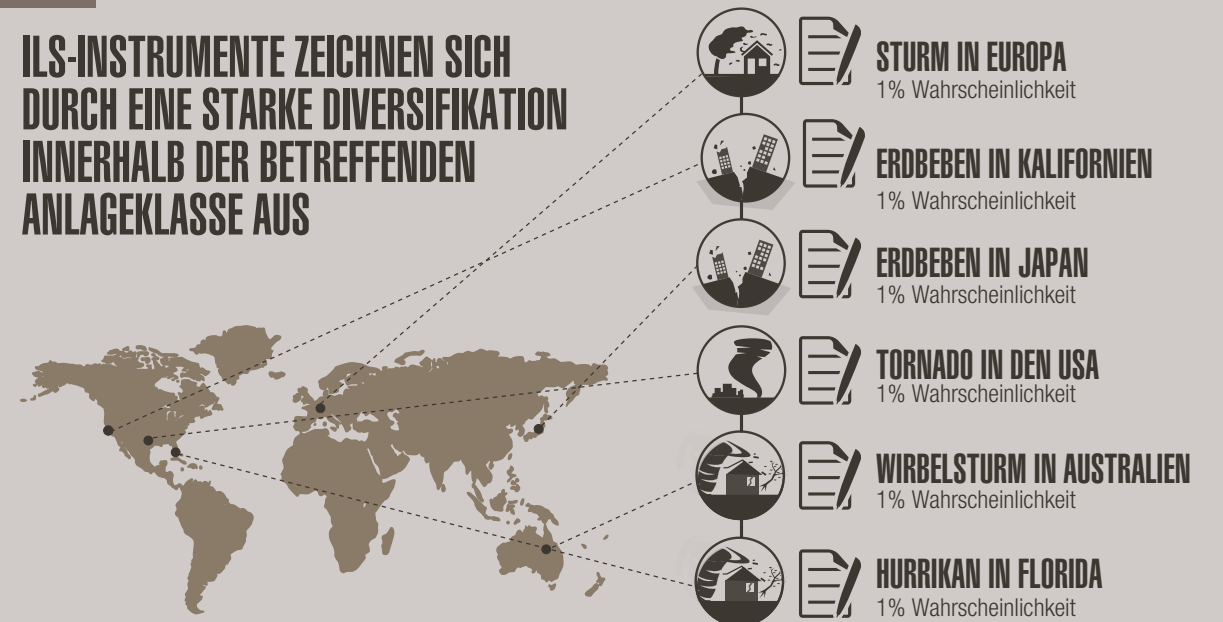 ILS-INSTRUMENTE ZEICHNEN SICH
DURCH EINE STARKE DIVERSIFIKATION
INNERHALB DER BETREFFENDEN
ANLAGEKLASSE AUS
STURM IN EUROPA
1% Wahrscheinlichkeit
ERDBEBEN IN KALIFORNIEN
1% Wahrscheinlichkeit
ERDBEBEN IN JAPAN
1% Wahrscheinlichkeit
TORNADO IN DEN USA
1% Wahrscheinlichkeit
WIRBELSTURM IN AUSTRALIEN
1% Wahrscheinlichkeit
HURRIKAN IN FLORIDA
1% Wahrscheinlichkeit